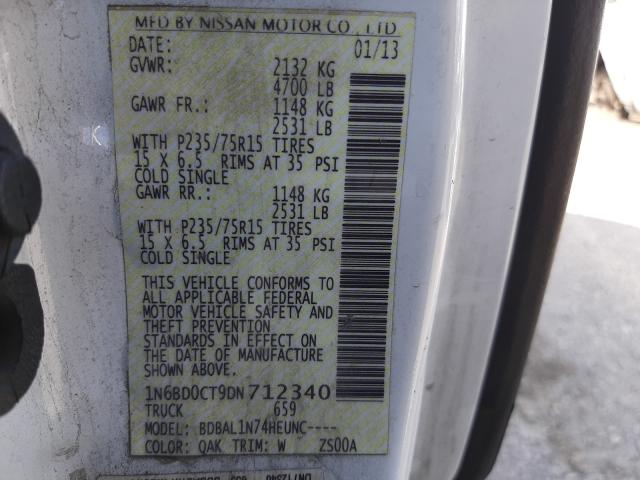 MFD BY NISSAN MOTOR CO., LTD.
DATE: 01/13
GVWR: 2132 KG
4700 LB
GAWR FR.: 1148 KG
2531 LB
WITH P235/75R15 TIRES
15 X 6.5 RIMS AT 35 PSI
COLD SINGLE
GAWR RR.: 1148 KG
2531 LB
WITH P235/75R15 TIRES
15 X 6.5 RIMS AT 35 PSI
COLD SINGLE
THIS VEHICLE CONFORMS TO
ALL APPLICABLE FEDERAL
MOTOR VEHICLE SAFETY AND
THEFT PREVENTION
STANDARDS IN EFFECT ON
THE DATE OF MANUFACTURE
SHOWN ABOVE.
1N6BD0CT9DN712340
TRUCK 659
MODEL: BDBAL1N74HEUNC----
COLOR: QAK TRIM: W ZS00A